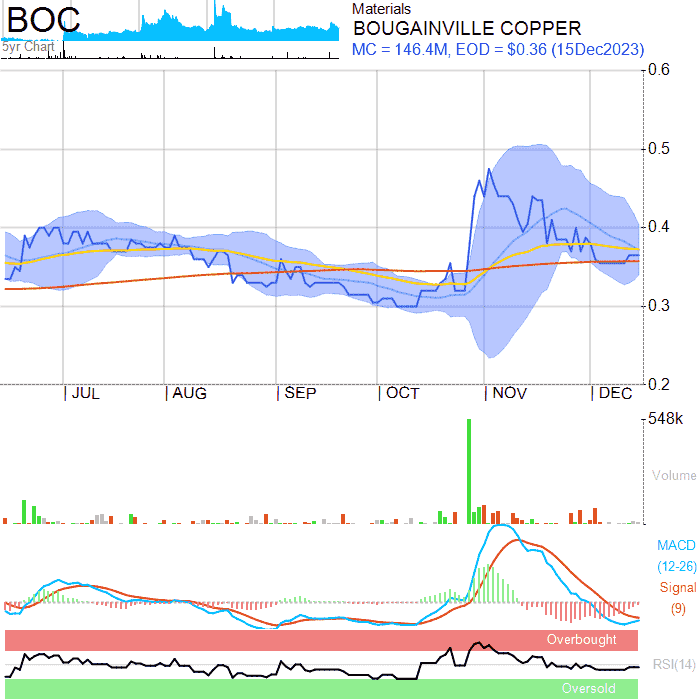 BOC
5yr Chart
Materials
BOUGAINVILLE COPPER
MC = 146.4M, EOD = $0.36 (15Dec2023)
0.6
0.5
0.4
0.3
0.2
JUL AUG SEP OCT NOV DEC
548k
Volume
MACD
(12-26)
Signal
(9)
Overbought
RSI(14)
Oversold